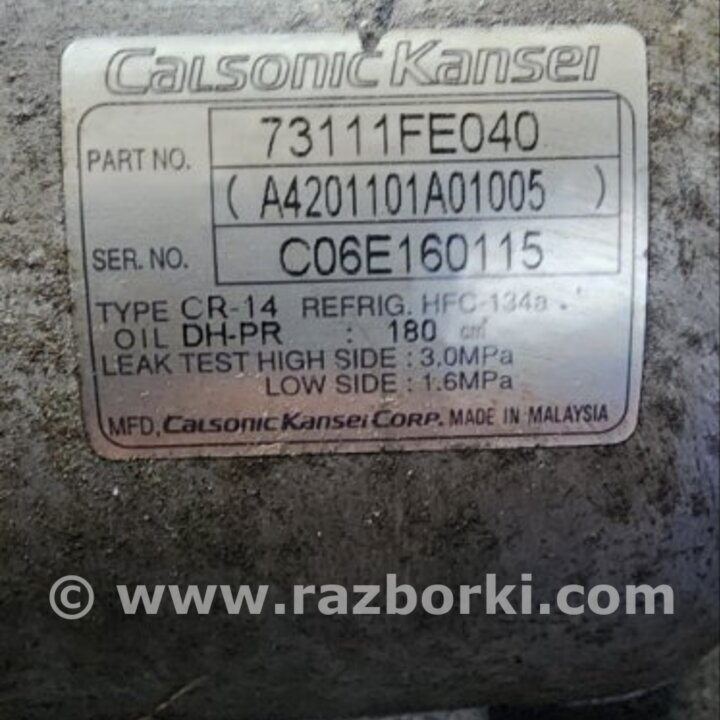 Calsonic Kansei
PART NO. 73111FE040
( A4201101A01005 )
SER. NO. C06E160115
TYPE CR-14 REFRIG. HFC-134a
OIL DH-PR : 180 cm³
LEAK TEST HIGH SIDE : 3.0MPa
LOW SIDE : 1.6MPa
MFD. Calsonic Kansei Corp. MADE IN MALAYSIA
© www.razborki.com